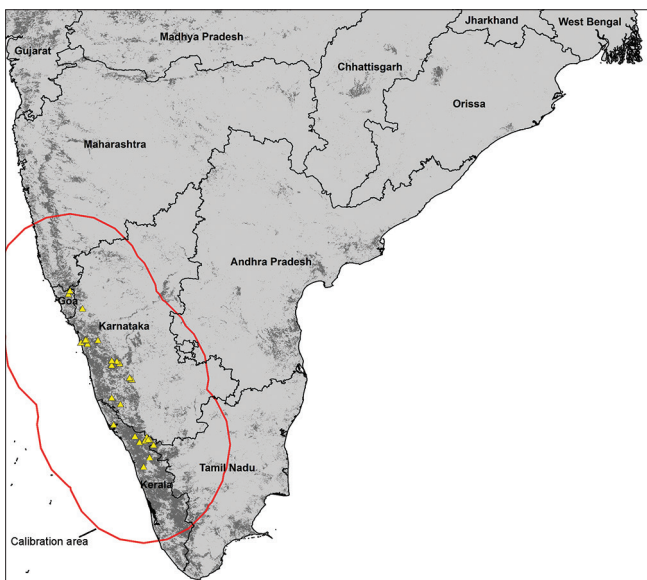 Jharkhand
West Bengal
Madhya Pradesh
Gujarat
Chhattisgarh
Orissa
Maharashtra
Andhra Pradesh
Goa
Karnataka
Tamil Nadu
Kerala
Calibration area